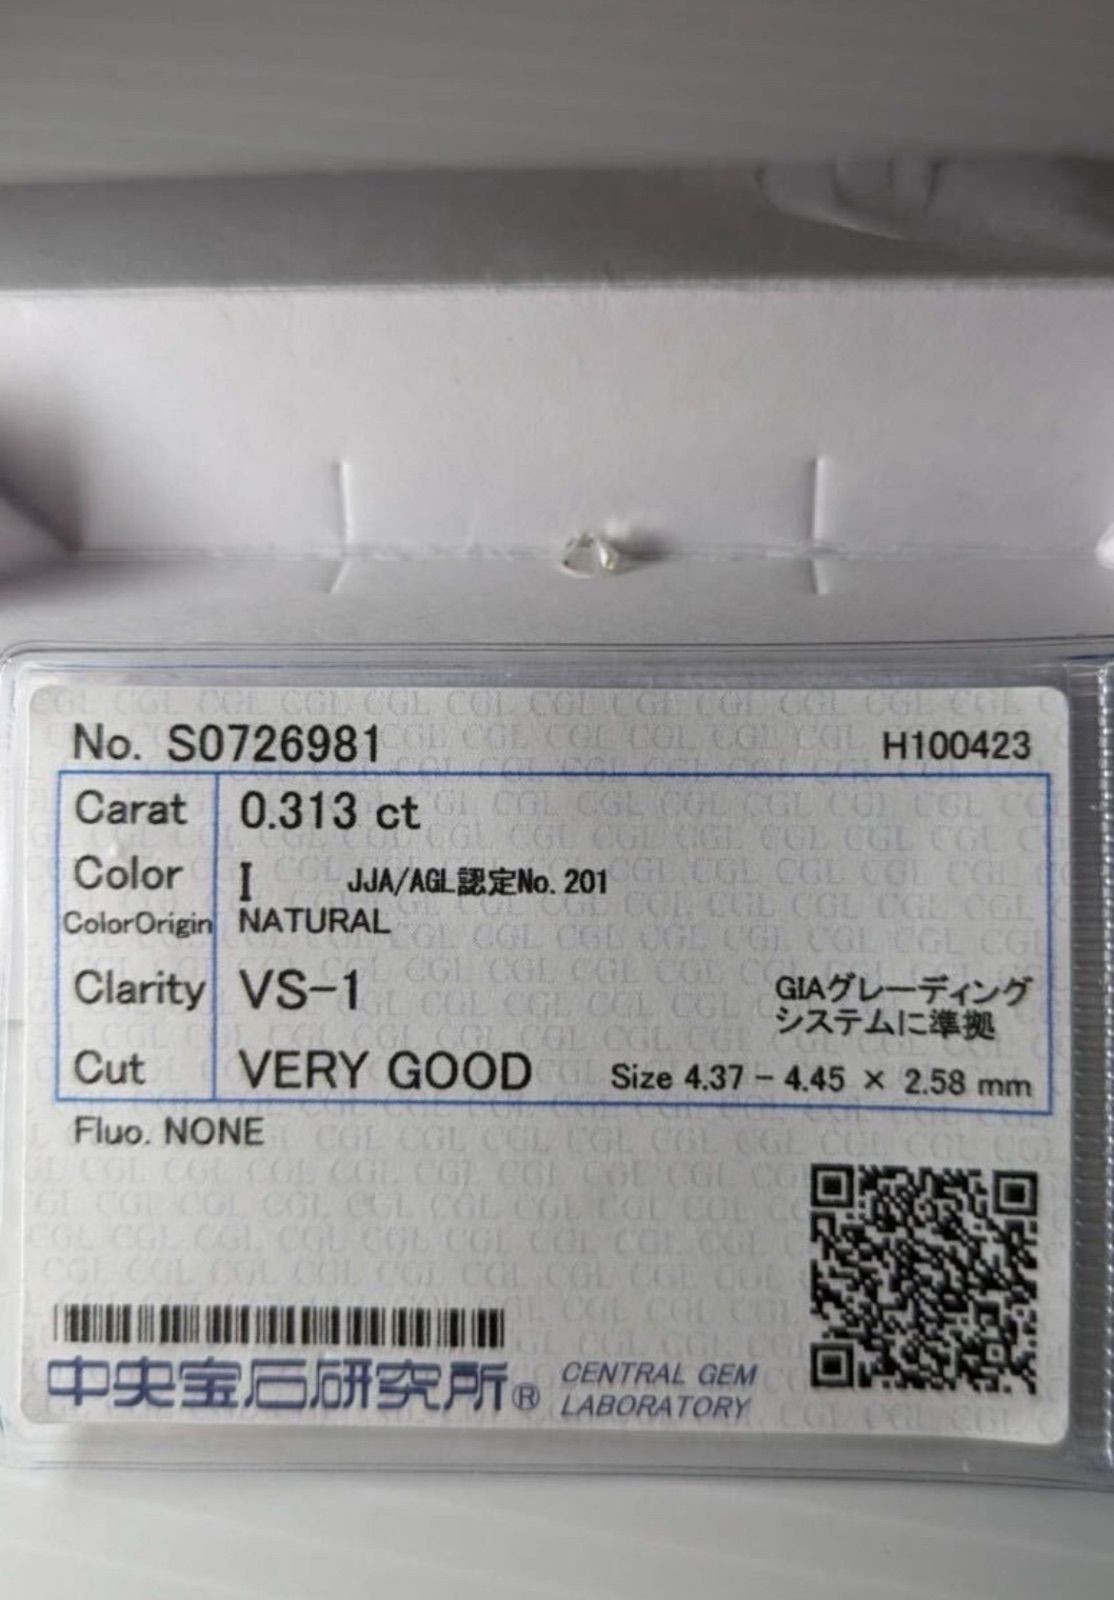 No. S0726981 H100423
Carat 0.313 ct
Color I JJA/AGL認定No. 201
ColorOrigin NATURAL
Clarity VS-1 GIAグレーディング
システムに準拠
Cut VERY GOOD Size 4.37 - 4.45 × 2.58 mm
Fluo. NONE
中央宝石研究所® CENTRAL GEM
LABORATORY